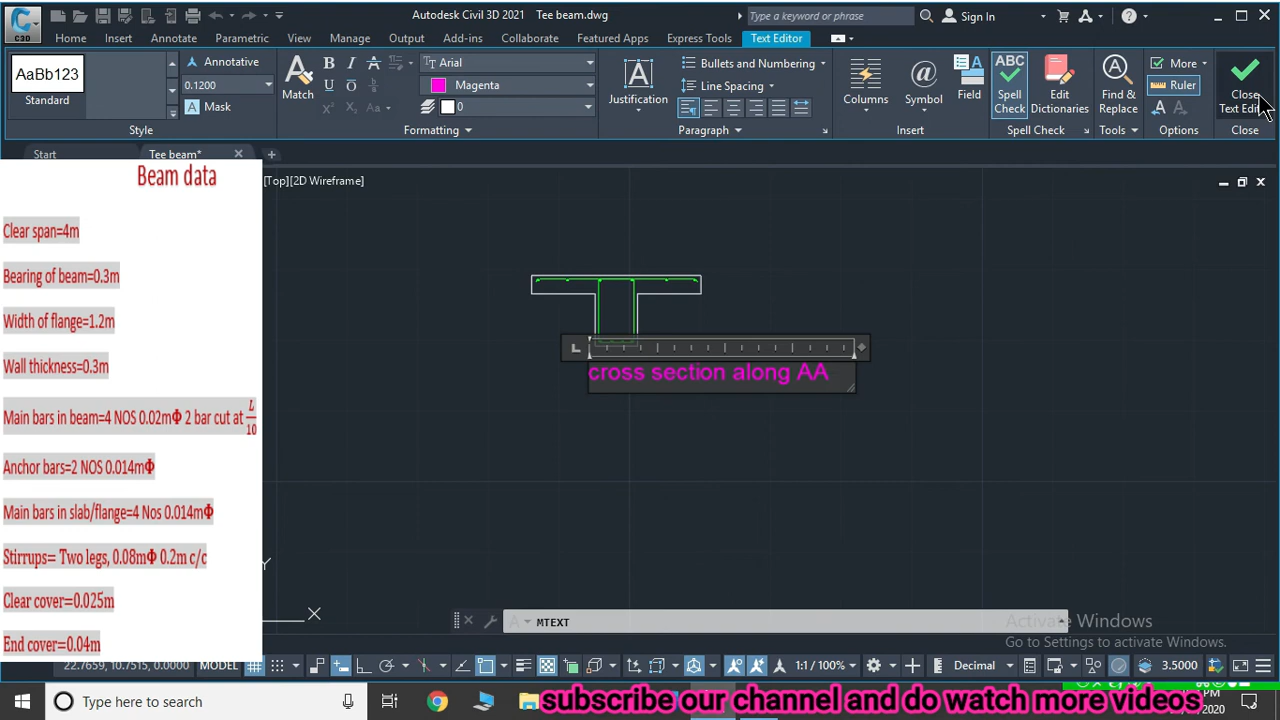 C3D
Autodesk Civil 3D 2021 Tee beam.dwg
Type a keyword or phrase
Sign In
Home Insert Annotate Parametric View Manage Output Add-ins Collaborate Featured Apps Express Tools Text Editor
AaBb123
Standard
Annotative
0.1200
Mask
Style
Match
B I A
U O
Arial
Magenta
0
Formatting
Justification
Bullets and Numbering
Line Spacing
Paragraph
Columns
Symbol
Field
Insert
ABC
Spell
Check
Edit
Dictionaries
Spell Check
Find &
Replace
Tools
More
Ruler
Options
Close
Text Edit
Close
Start Tee beam*
[Top][2D Wireframe]
Beam data
Clear span=4m
Bearing of beam=0.3m
Width of flange=1.2m
Wall thickness=0.3m
Main bars in beam=4 NOS 0.02mΦ 2 bar cut at L/10
Anchor bars=2 NOS 0.014mΦ
Main bars in slab/flange=4 Nos 0.014mΦ
Stirrups= Two legs, 0.08mΦ 0.2m c/c
Clear cover=0.025m
End cover=0.04m
cross section along AA
Y
X
MTEXT
Activate Windows
Go to Settings to activate Windows.
22.7659, 10.7515, 0.0000 MODEL
1:1 / 100%
Decimal
3.5000
Type here to search
subscribe our channel and do watch more videos